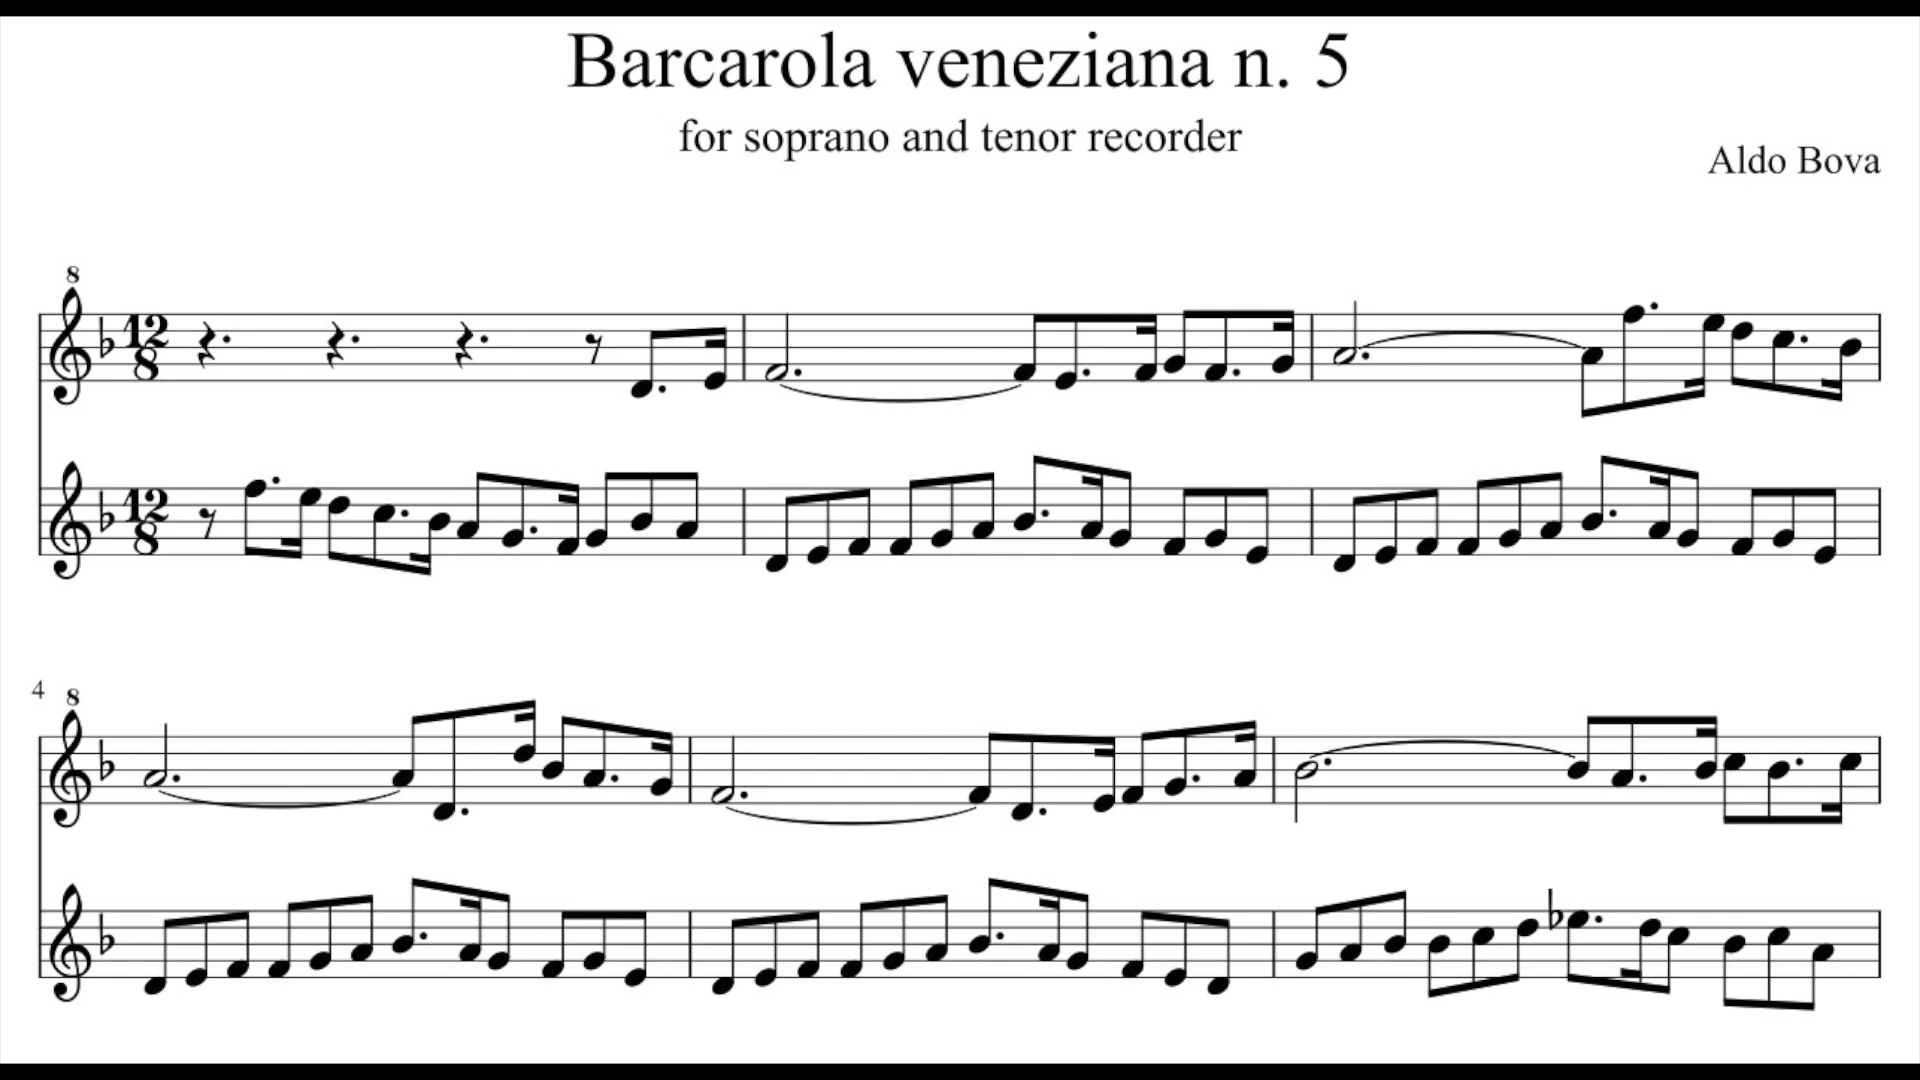 Barcarola veneziana n. 5
for soprano and tenor recorder
Aldo Bova
8
12
8
12
8
4
8